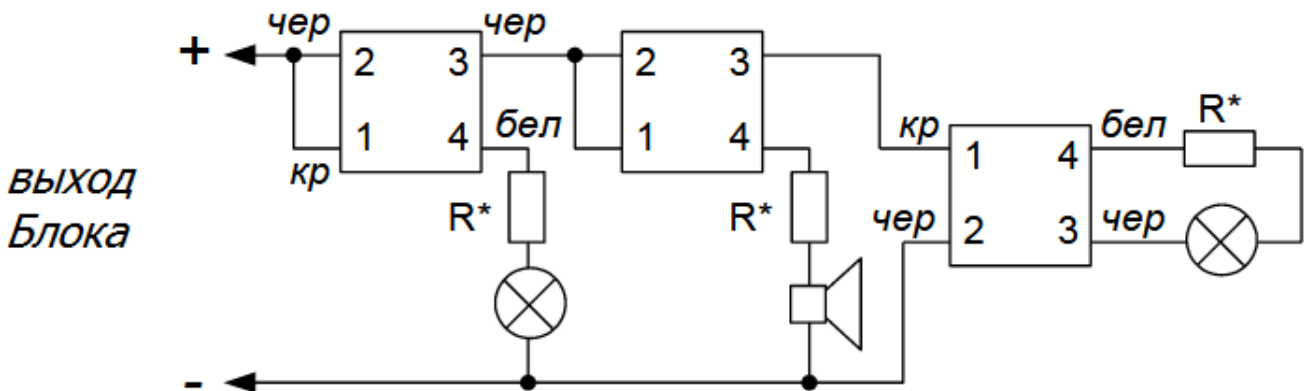 чер чер
+ 2 3 2 3
1 4 бел 1 4 кр 1 4 бел R*
кр
выход
Блока
R* R* чер 2 3 чер
-